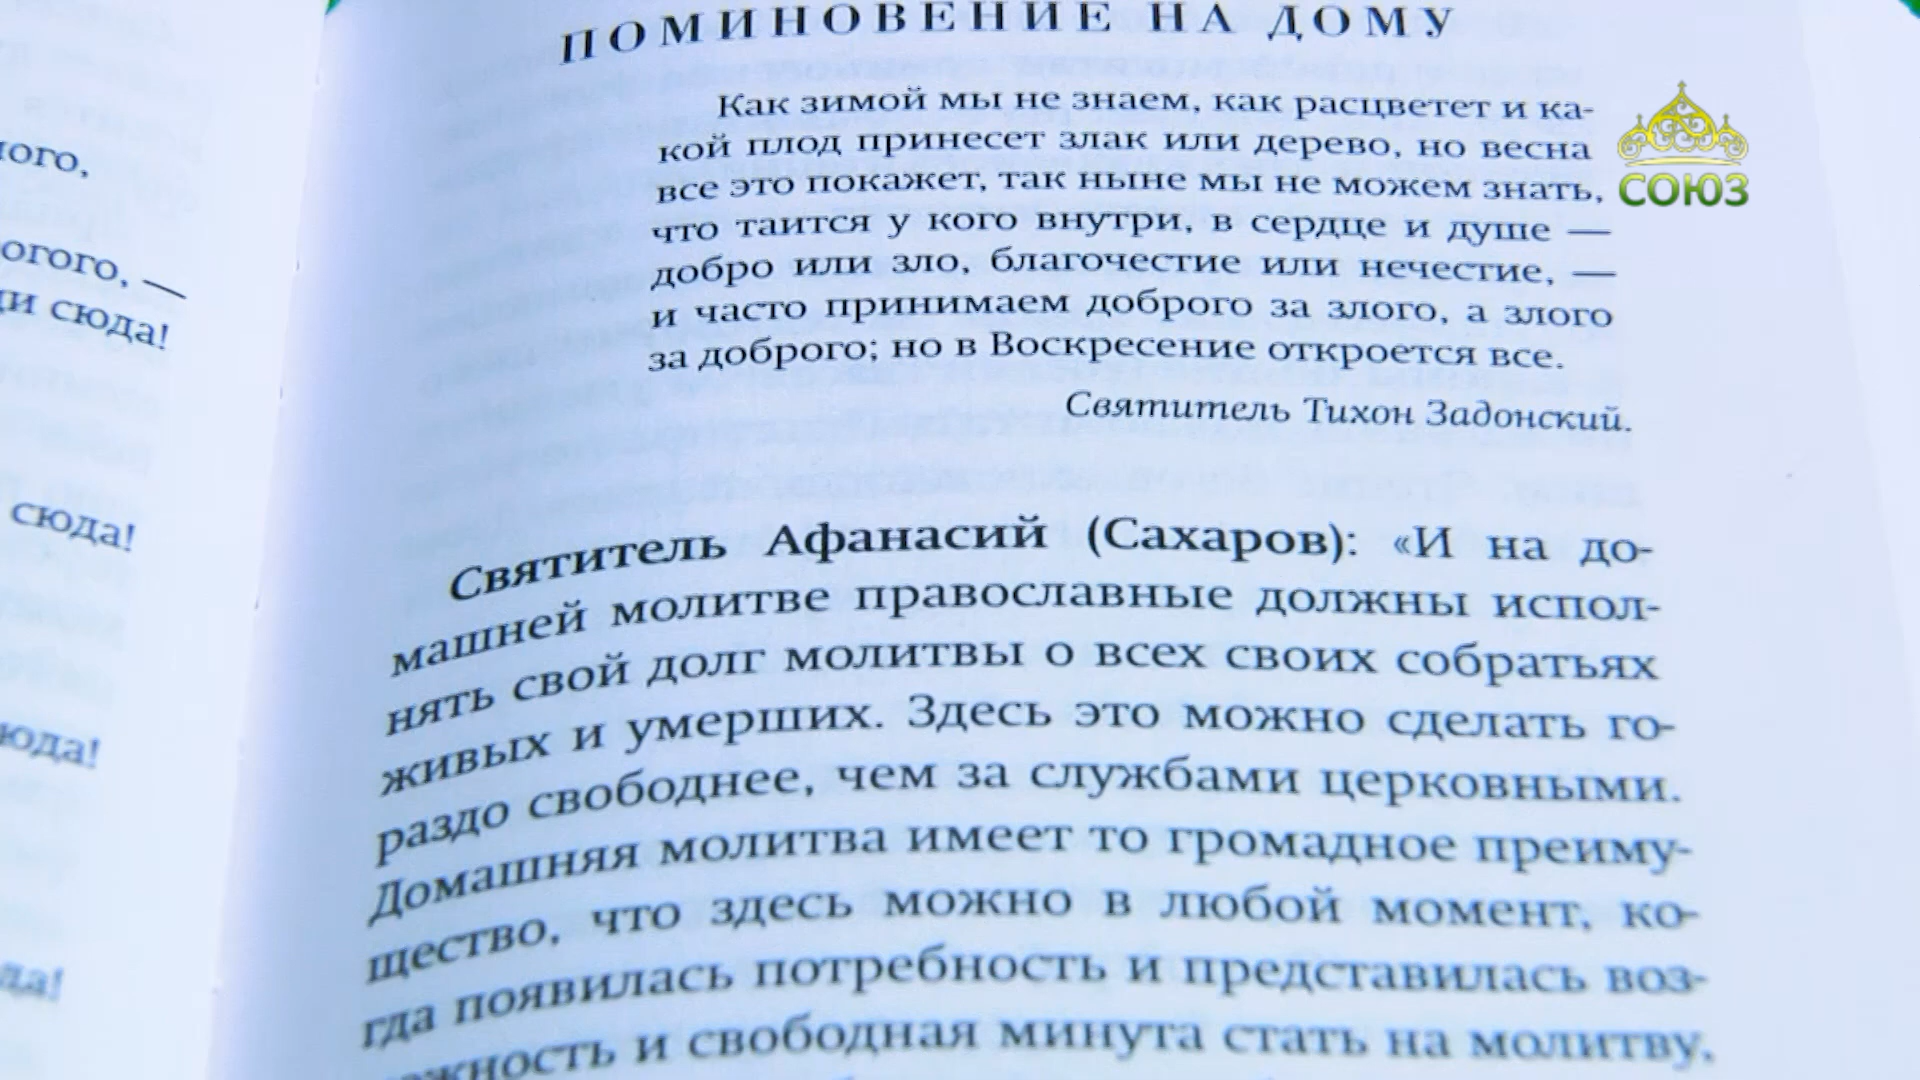 ПОМИНОВЕНИЕ НА ДОМУ
Как зимой мы не знаем, как расцветет и ка-
кой плод принесет злак или дерево, но весна
все это покажет, так ныне мы не можем знать,
что таится у кого внутри, в сердце и душе —
добро или зло, благочестие или нечестие, —
и часто принимаем доброго за злого, а злого
за доброго; но в Воскресение откроется все.
Святитель Тихон Задонский.
СОЮЗ
Святитель Афанасий (Сахаров): «И на до-
машней молитве православные должны испол-
нять свой долг молитвы о всех своих собратьях
живых и умерших. Здесь это можно сделать го-
раздо свободнее, чем за службами церковными.
Домашняя молитва имеет то громадное преиму-
щество, что здесь можно в любой момент, ко-
гда появилась потребность и представилась воз-
и свободная минута стать на молитву,
сюда!
сюда!